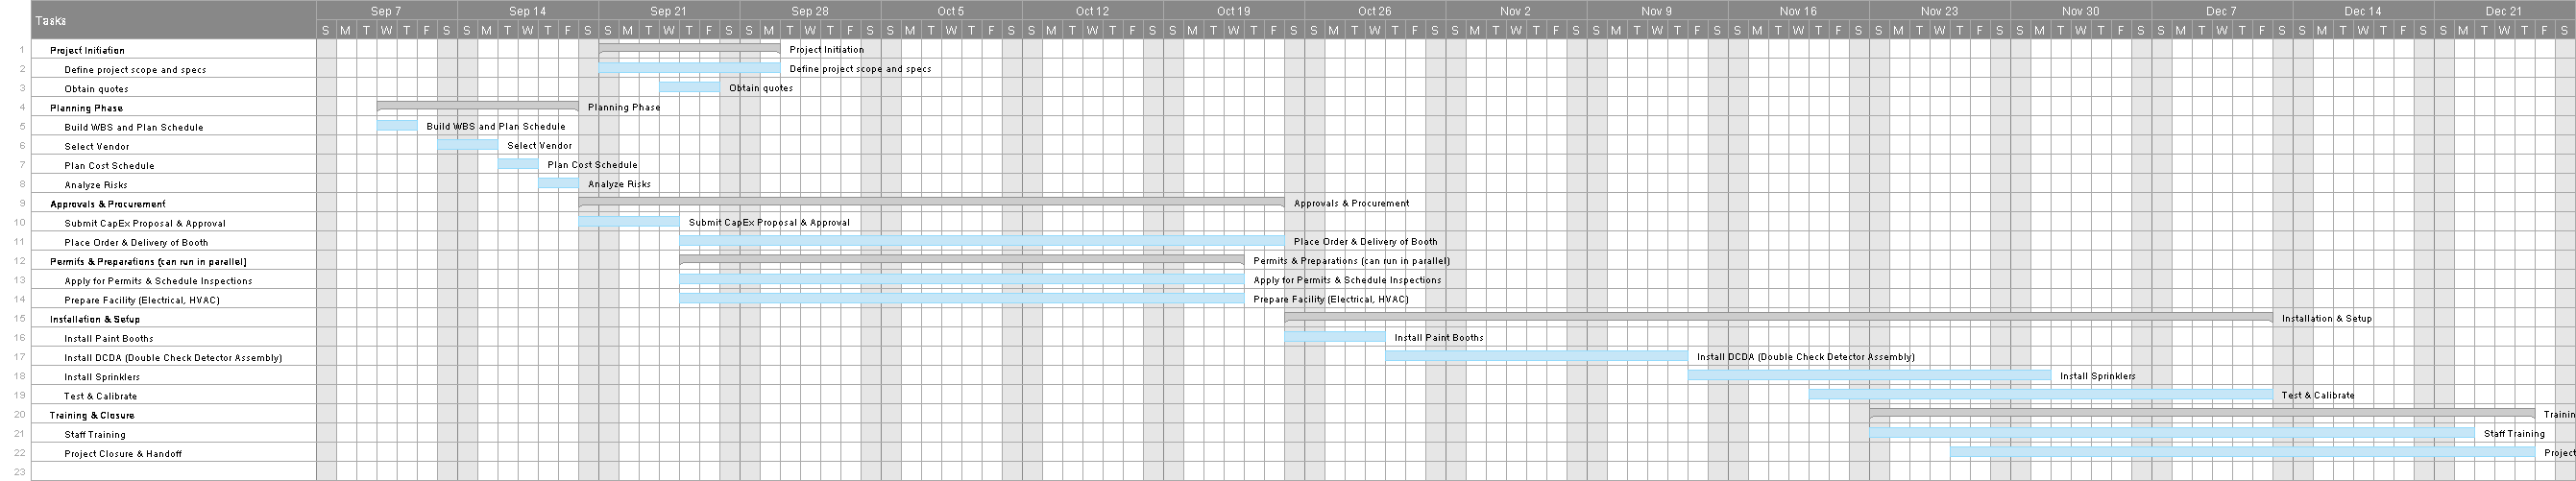 Tasks
Sep 7 Sep 14 Sep 21 Sep 28 Oct 5 Oct 12 Oct 19 Oct 26 Nov 2 Nov 9 Nov 16 Nov 23 Nov 30 Dec 7 Dec 14 Dec 21
S M T W T F S S M T W T F S S M T W T F S S M T W T F S S M T W T F S S M T W T F S S M T W T F S S M T W T F S S M T W T F S S M T W T F S S M T W T F S S M T W T F S S M T W T F S S M T W T F S S M T W T F S S M T W T F S
1 Project Initiation Project Initiation
2 Define project scope and specs Define project scope and specs
3 Obtain quotes Obtain quotes
4 Planning Phase Planning Phase
5 Build WBS and Plan Schedule Build WBS and Plan Schedule
6 Select Vendor Select Vendor
7 Plan Cost Schedule Plan Cost Schedule
8 Analyze Risks Analyze Risks
9 Approvals & Procurement Approvals & Procurement
10 Submit CapEx Proposal & Approval Submit CapEx Proposal & Approval
11 Place Order & Delivery of Booth Place Order & Delivery of Booth
12 Permits & Preparations (can run in parallel) Permits & Preparations (can run in parallel)
13 Apply for Permits & Schedule Inspections Apply for Permits & Schedule Inspections
14 Prepare Facility (Electrical, HVAC) Prepare Facility (Electrical, HVAC)
15 Installation & Setup Installation & Setup
16 Install Paint Booths Install Paint Booths
17 Install DCDA (Double Check Detector Assembly) Install DCDA (Double Check Detector Assembly)
18 Install Sprinklers Install Sprinklers
19 Test & Calibrate Test & Calibrate
20 Training & Closure Trainin
21 Staff Training Staff Training
22 Project Closure & Handoff Project
23